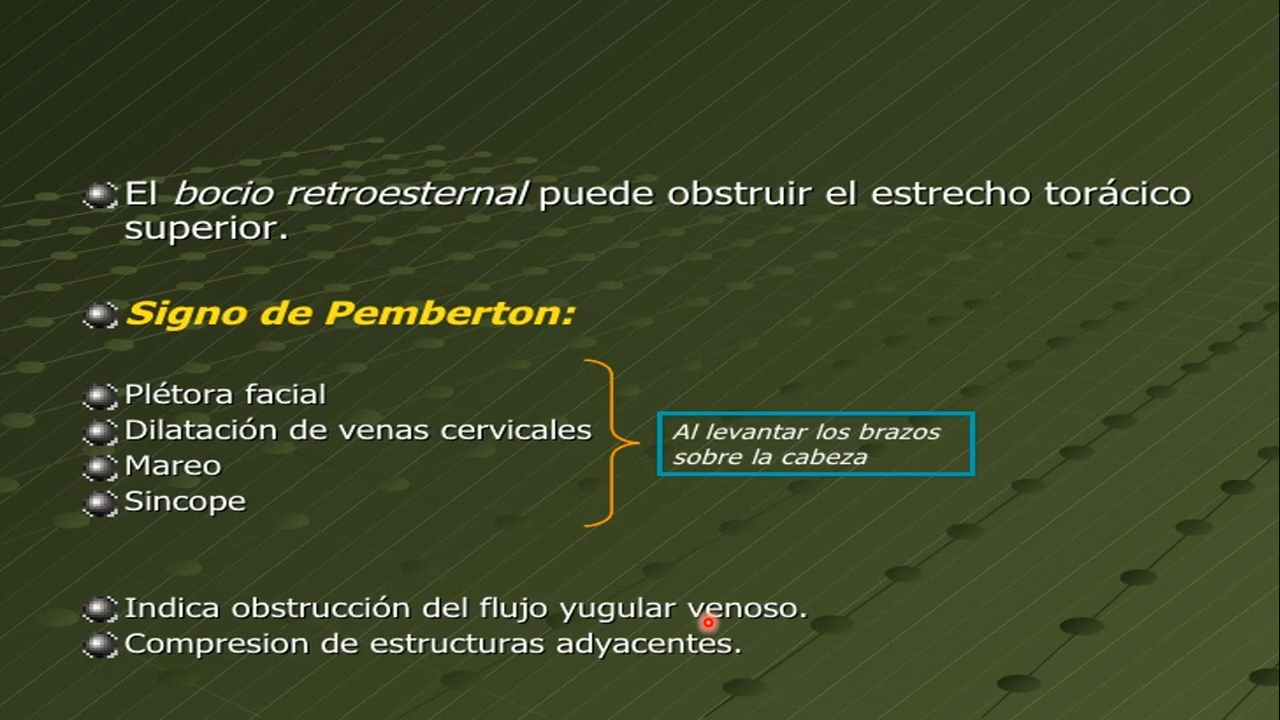 El bocio retroesternal puede obstruir el estrecho torácico
superior.
Signo de Pemberton:
Plétora facial
Dilatación de venas cervicales
Mareo
Sincope
Al levantar los brazos
sobre la cabeza
Indica obstrucción del flujo yugular venoso.
Compresion de estructuras adyacentes.